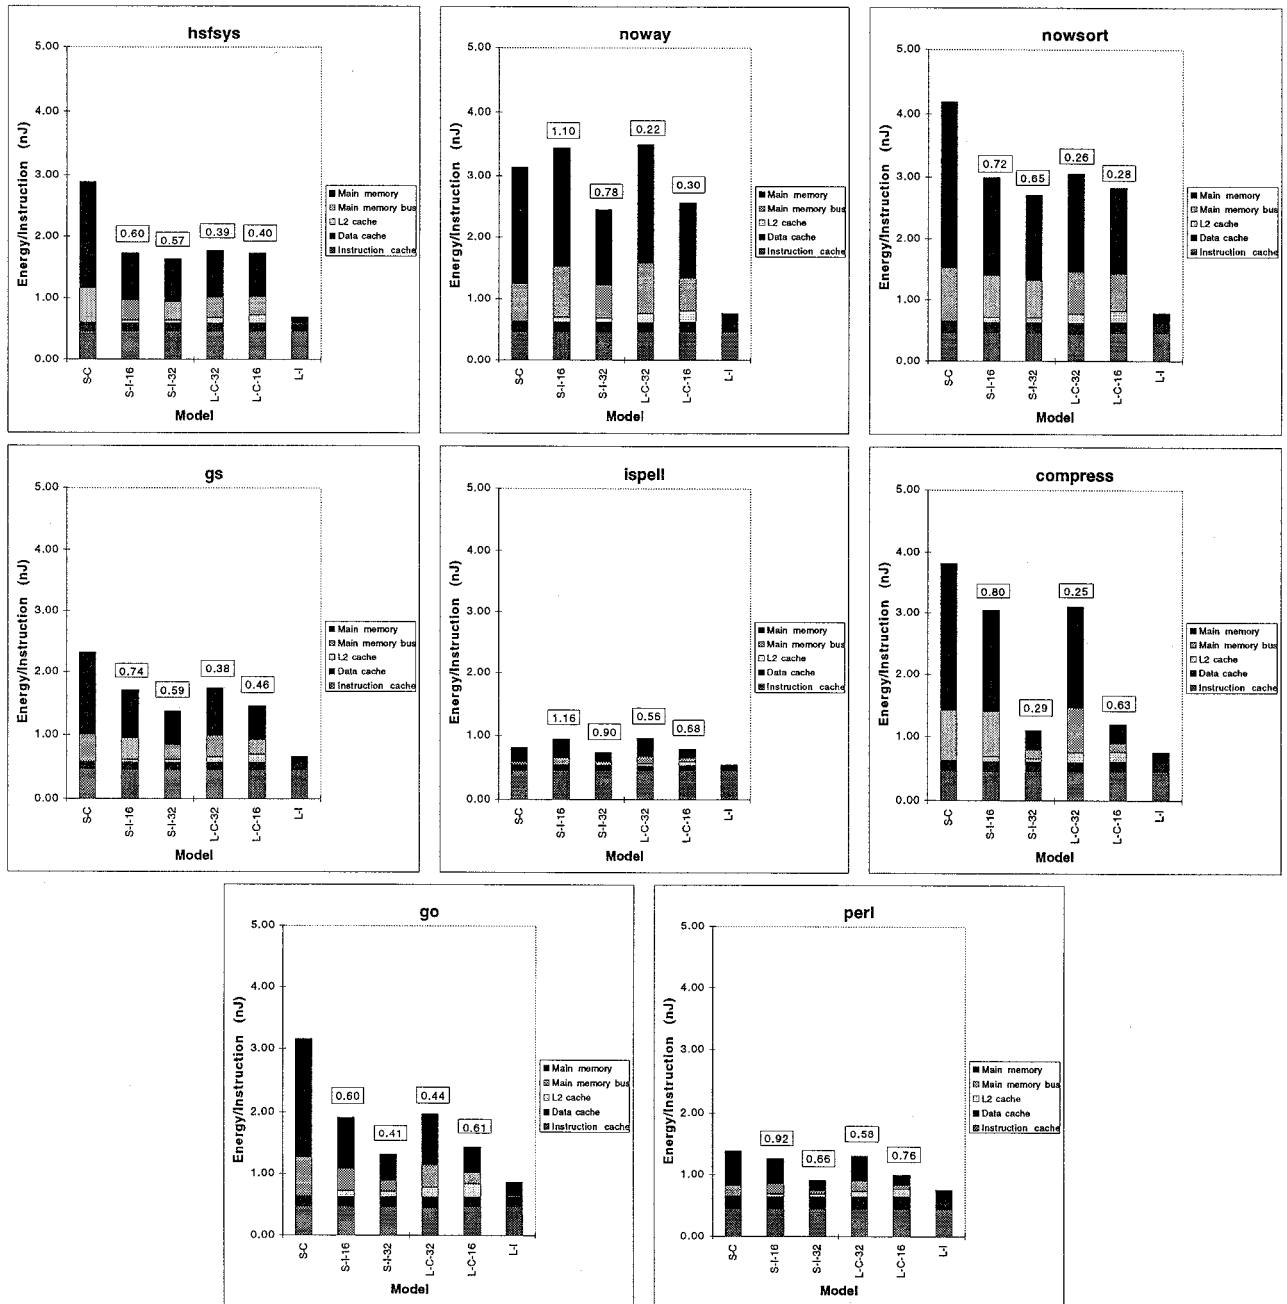 hsfsys
5.00
4.00
3.00
2.00
1.00
0.00
Energy/Instruction (nJ)
0.60
0.57
0.39
0.40
Main memory
Main memory bus
L2 cache
Data cache
Instruction cache
S-C
S-I-16
S-I-32
L-C-32
L-C-16
L-I
Model
noway
5.00
4.00
3.00
2.00
1.00
0.00
Energy/Instruction (nJ)
1.10
0.78
0.22
0.30
Main memory
Main memory bus
L2 cache
Data cache
Instruction cache
S-C
S-I-16
S-I-32
L-C-32
L-C-16
L-I
Model
nowsort
5.00
4.00
3.00
2.00
1.00
0.00
Energy/Instruction (nJ)
0.72
0.65
0.26
0.28
Main memory
Main memory bus
L2 cache
Data cache
Instruction cache
S-C
S-I-16
S-I-32
L-C-32
L-C-16
L-I
Model
gs
5.00
4.00
3.00
2.00
1.00
0.00
Energy/Instruction (nJ)
0.74
0.59
0.38
0.46
Main memory
Main memory bus
L2 cache
Data cache
Instruction cache
S-C
S-I-16
S-I-32
L-C-32
L-C-16
L-I
Model
ispell
5.00
4.00
3.00
2.00
1.00
0.00
Energy/Instruction (nJ)
1.16
0.90
0.56
0.68
Main memory
Main memory bus
L2 cache
Data cache
Instruction cache
S-C
S-I-16
S-I-32
L-C-32
L-C-16
L-I
Model
compress
5.00
4.00
3.00
2.00
1.00
0.00
Energy/Instruction (nJ)
0.80
0.29
0.25
0.63
Main memory
Main memory bus
L2 cache
Data cache
Instruction cache
S-C
S-I-16
S-I-32
L-C-32
L-C-16
L-I
Model
go
5.00
4.00
3.00
2.00
1.00
0.00
Energy/Instruction (nJ)
0.60
0.41
0.44
0.61
Main memory
Main memory bus
L2 cache
Data cache
Instruction cache
S-C
S-I-16
S-I-32
L-C-32
L-C-16
L-I
Model
perl
5.00
4.00
3.00
2.00
1.00
0.00
Energy/Instruction (nJ)
0.92
0.66
0.58
0.76
Main memory
Main memory bus
L2 cache
Data cache
Instruction cache
S-C
S-I-16
S-I-32
L-C-32
L-C-16
L-I
Model